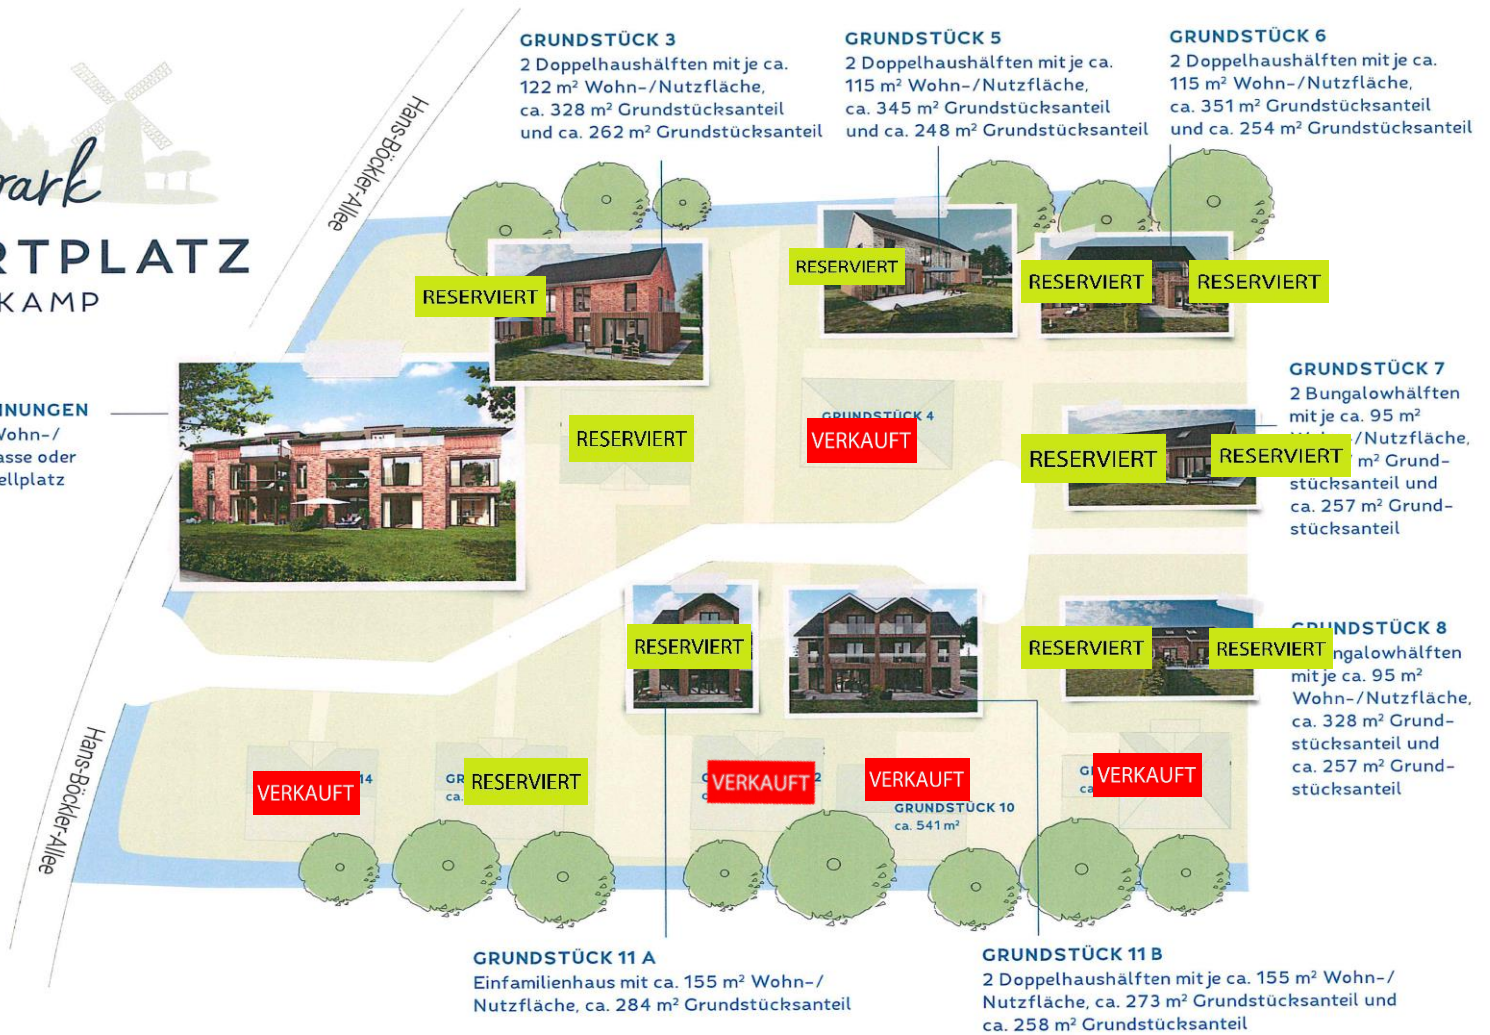 GRUNDSTÜCK 3
2 Doppelhaushälften mit je ca.
122 m² Wohn-/Nutzfläche,
ca. 328 m² Grundstücksanteil
und ca. 262 m² Grundstücksanteil
GRUNDSTÜCK 5
2 Doppelhaushälften mit je ca.
115 m² Wohn-/Nutzfläche,
ca. 345 m² Grundstücksanteil
und ca. 248 m² Grundstücksanteil
GRUNDSTÜCK 6
2 Doppelhaushälften mit je ca.
115 m² Wohn-/Nutzfläche,
ca. 351 m² Grundstücksanteil
und ca. 254 m² Grundstücksanteil
Hans-Böckler-Allee
ark
RTPLATZ
KAMP
RESERVIERT
RESERVIERT
RESERVIERT
RESERVIERT
NNUNGEN
Wohn-/
asse oder
ellplatz
RESERVIERT
GRUNDSTÜCK 4
VERKAUFT
RESERVIERT
RESERVIERT
GRUNDSTÜCK 7
2 Bungalowhälften
mit je ca. 95 m²
/Nutzfläche,
m² Grund-
stücksanteil und
ca. 257 m² Grund-
stücksanteil
RESERVIERT
RESERVIERT
RESERVIERT
GRUNDSTÜCK 8
ngalowhälften
mit je ca. 95 m²
Wohn-/Nutzfläche,
ca. 328 m² Grund-
stücksanteil und
ca. 257 m² Grund-
stücksanteil
Hans-Böckler-Allee
VERKAUFT
14
GR
ca.
RESERVIERT
VERKAUFT
2
VERKAUFT
GRUNDSTÜCK 10
ca. 541 m²
VERKAUFT
ca
GRUNDSTÜCK 11 A
Einfamilienhaus mit ca. 155 m² Wohn-/
Nutzfläche, ca. 284 m² Grundstücksanteil
GRUNDSTÜCK 11 B
2 Doppelhaushälften mit je ca. 155 m² Wohn-/
Nutzfläche, ca. 273 m² Grundstücksanteil und
ca. 258 m² Grundstücksanteil